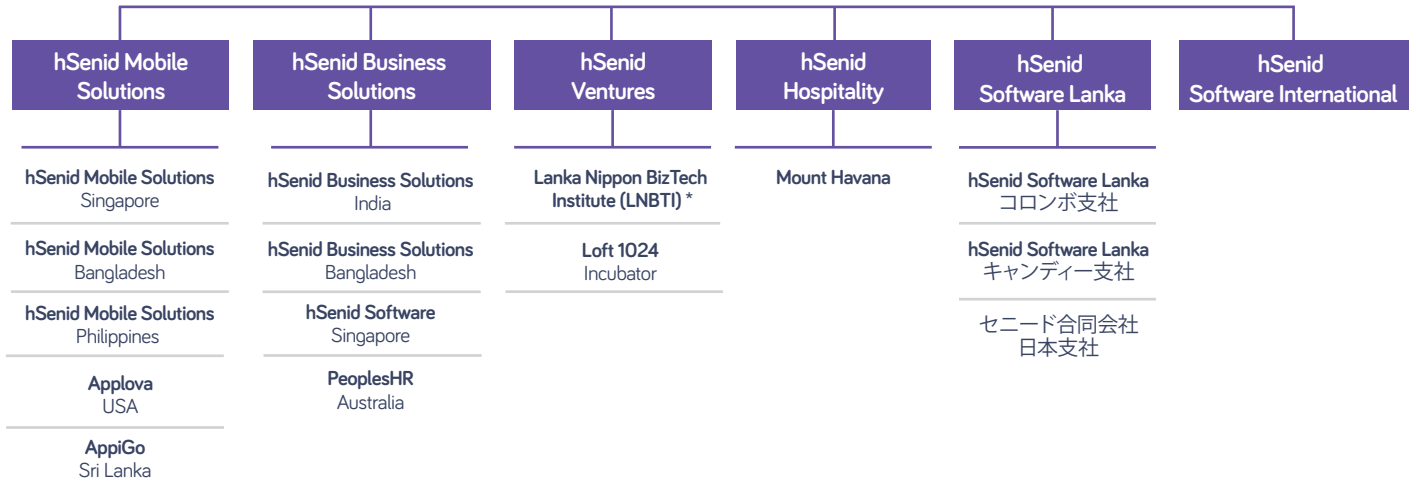 hSenid Mobile
Solutions
hSenid Mobile Solutions
Singapore
hSenid Mobile Solutions
Bangladesh
hSenid Mobile Solutions
Philippines
Applova
USA
AppiGo
Sri Lanka
hSenid Business
Solutions
hSenid Business Solutions
India
hSenid Business Solutions
Bangladesh
hSenid Software
Singapore
PeoplesHR
Australia
hSenid
Ventures
Lanka Nippon BizTech
Institute (LNBTI) *
Loft 1024
Incubator
hSenid
Hospitality
Mount Havana
hSenid
Software Lanka
hSenid Software Lanka
コロンボ支社
hSenid Software Lanka
キャンディー支社
セニード合同会社
日本支社
hSenid
Software International